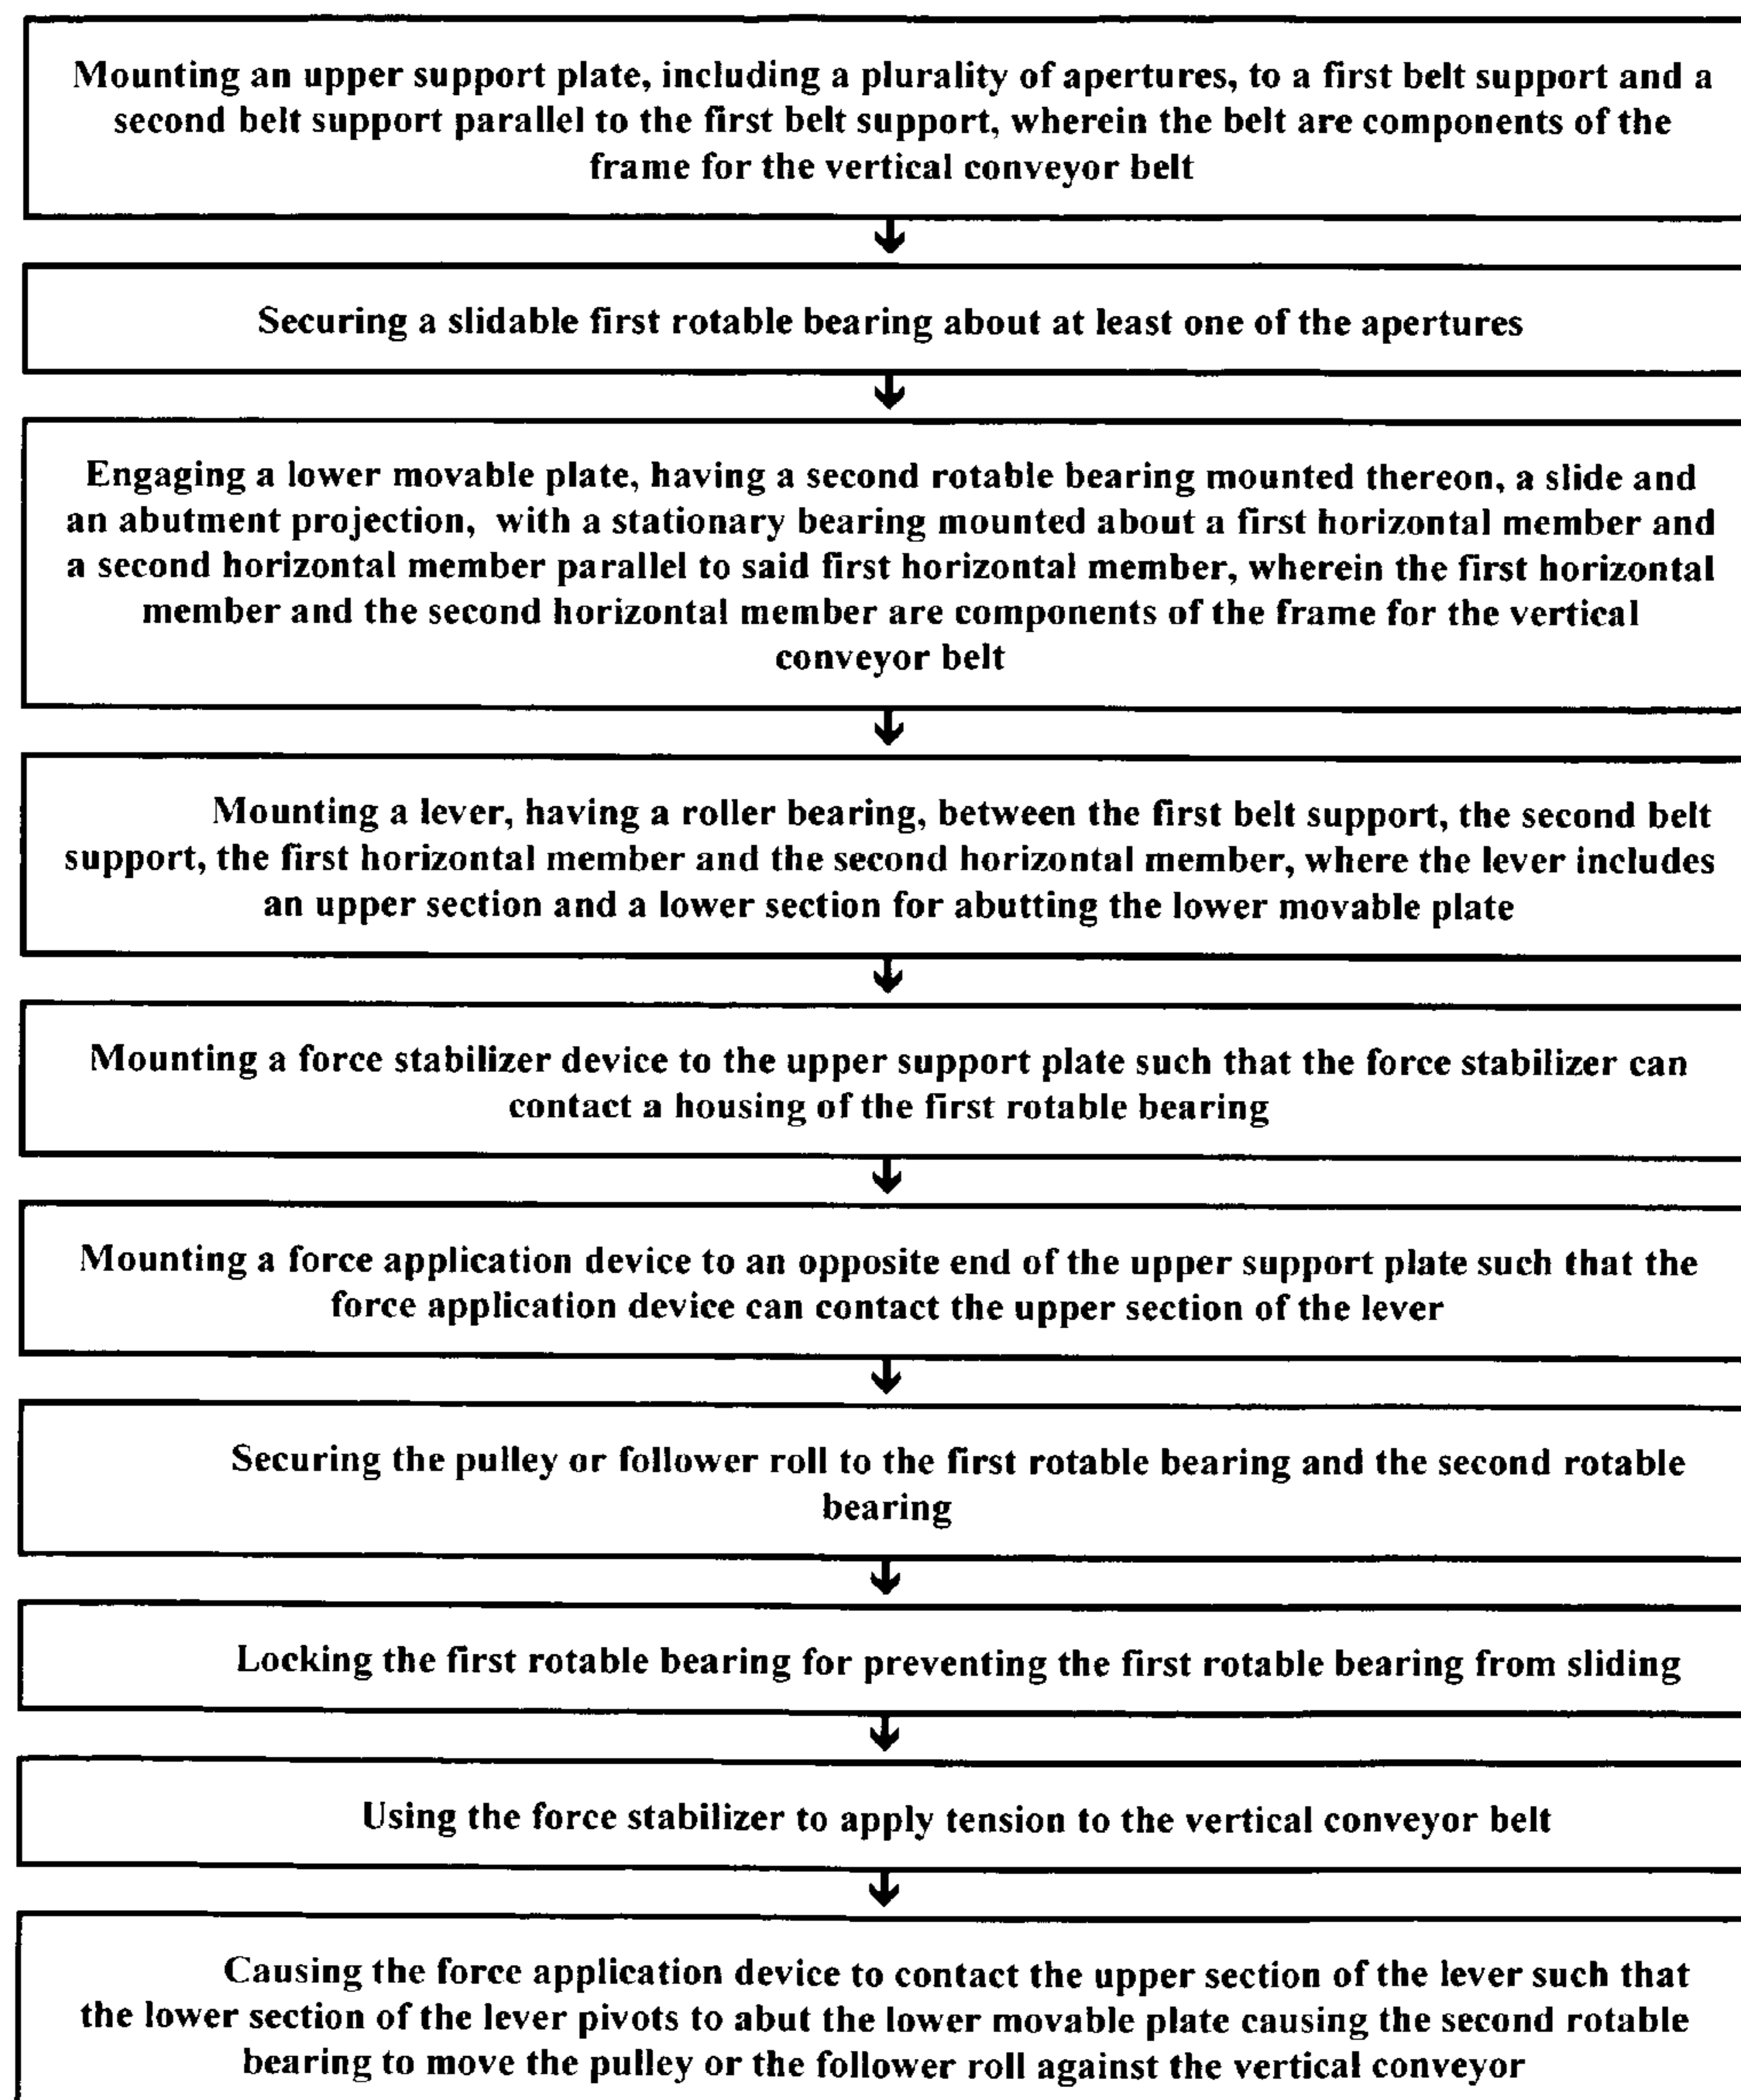 Mounting an upper support plate, including a plurality of apertures, to a first belt support and a
second belt support parallel to the first belt support, wherein the belt are components of the
frame for the vertical conveyor belt
Securing a slidable first rotable bearing about at least one of the apertures
Engaging a lower movable plate, having a second rotable bearing mounted thereon, a slide and
an abutment projection, with a stationary bearing mounted about a first horizontal member and
a second horizontal member parallel to said first horizontal member, wherein the first horizontal
member and the second horizontal member are components of the frame for the vertical
conveyor belt
Mounting a lever, having a roller bearing, between the first belt support, the second belt
support, the first horizontal member and the second horizontal member, where the lever includes
an upper section and a lower section for abutting the lower movable plate
Mounting a force stabilizer device to the upper support plate such that the force stabilizer can
contact a housing of the first rotable bearing
Mounting a force application device to an opposite end of the upper support plate such that the
force application device can contact the upper section of the lever
Securing the pulley or follower roll to the first rotable bearing and the second rotable
bearing
Locking the first rotable bearing for preventing the first rotable bearing from sliding
Using the force stabilizer to apply tension to the vertical conveyor belt
Causing the force application device to contact the upper section of the lever such that
the lower section of the lever pivots to abut the lower movable plate causing the second rotable
bearing to move the pulley or the follower roll against the vertical conveyor